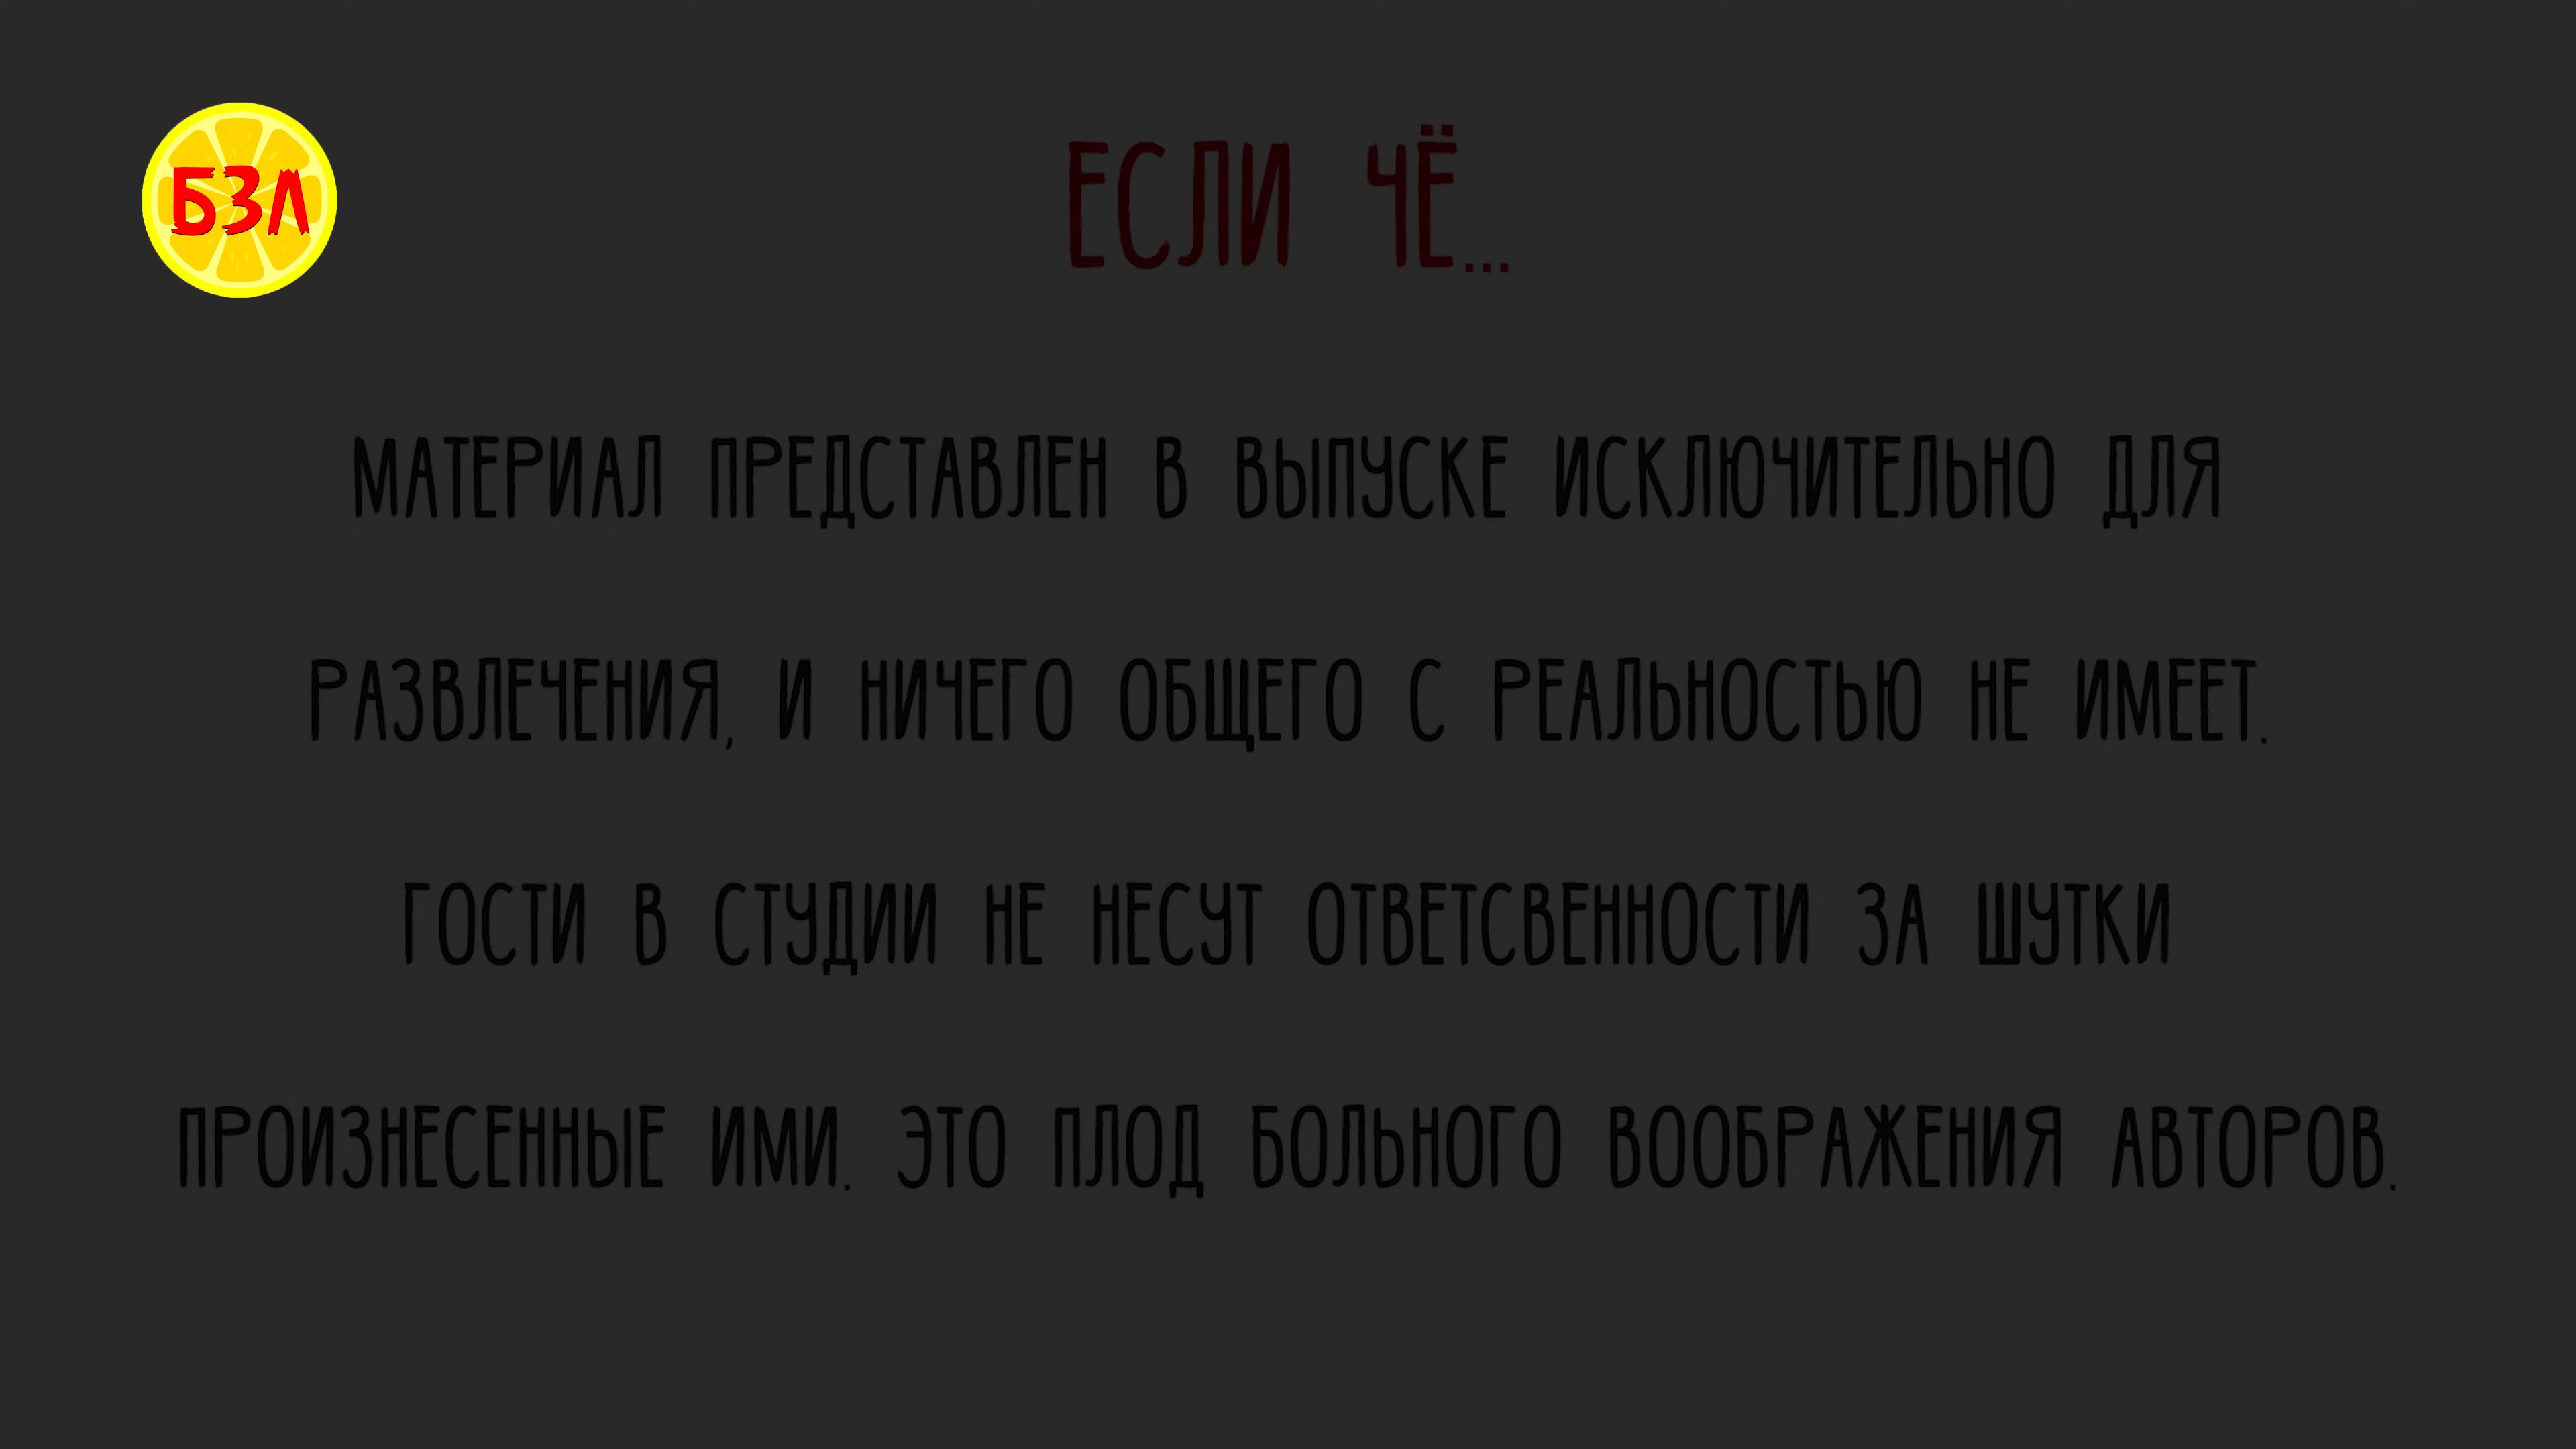 БЗЛ
ЕСЛИ ЧЁ...
МАТЕРИАЛ ПРЕДСТАВЛЕН В ВЫПУСКЕ ИСКЛЮЧИТЕЛЬНО ДЛЯ
РАЗВЛЕЧЕНИЯ, И НИЧЕГО ОБЩЕГО С РЕАЛЬНОСТЬЮ НЕ ИМЕЕТ.
ГОСТИ В СТУДИИ НЕ НЕСУТ ОТВЕТСВЕННОСТИ ЗА ШУТКИ
ПРОИЗНЕСЕННЫЕ ИМИ. ЭТО ПЛОД БОЛЬНОГО ВООБРАЖЕНИЯ АВТОРОВ.